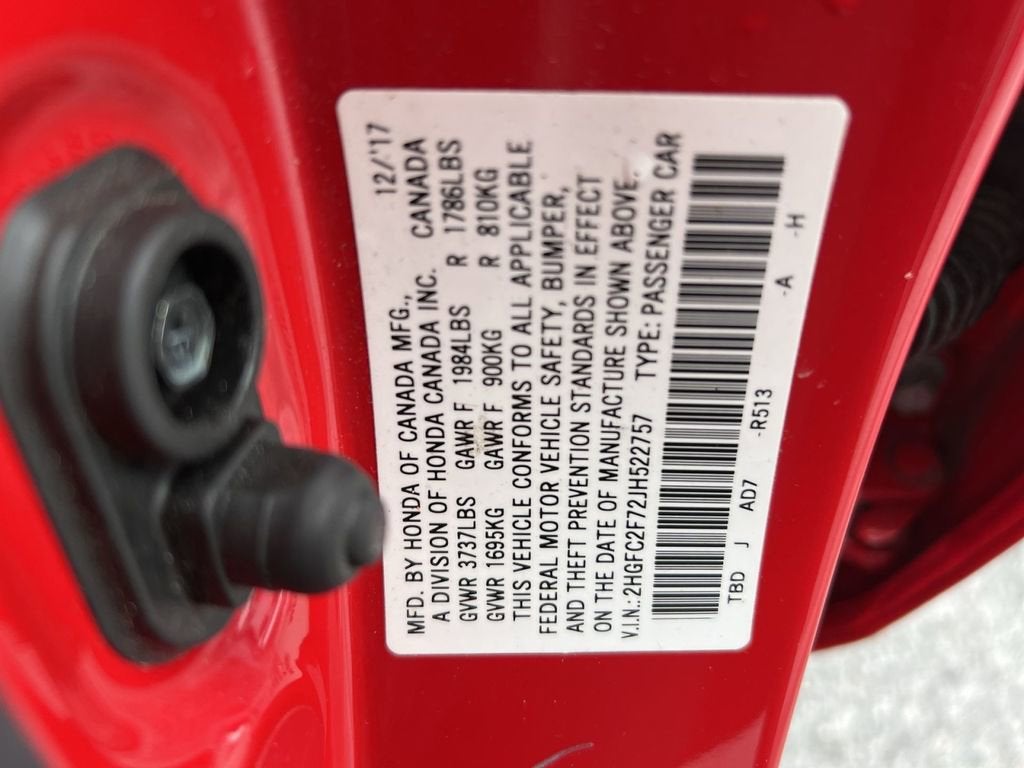 MFD. BY HONDA OF CANADA MFG., 12/'17
A DIVISION OF HONDA CANADA INC. CANADA
GVWR 3737LBS GAWR F 1984LBS R 1786LBS
GVWR 1695KG GAWR F 900KG R 810KG
THIS VEHICLE CONFORMS TO ALL APPLICABLE
FEDERAL MOTOR VEHICLE SAFETY, BUMPER,
AND THEFT PREVENTION STANDARDS IN EFFECT
ON THE DATE OF MANUFACTURE SHOWN ABOVE.
V.I.N.:2HGFC2F72JH522757 TYPE: PASSENGER CAR
TBD J AD7 -R513 -A -H